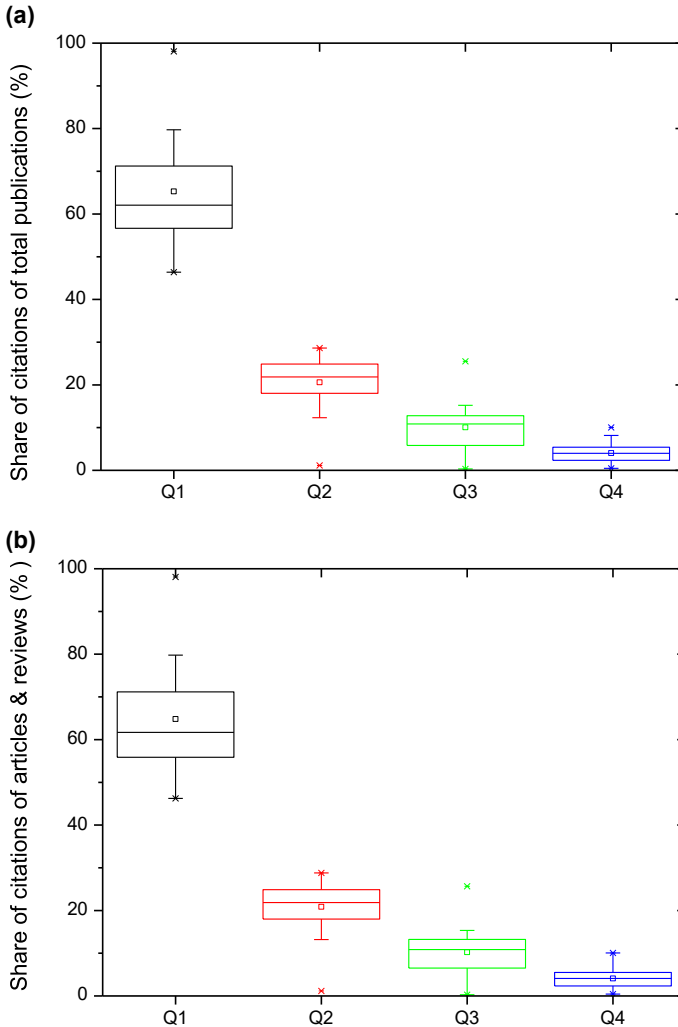 (a)
Share of citations of total publications (%)
100
80
60
40
20
0
Q1 Q2 Q3 Q4
(b)
Share of citations of articles & reviews (% )
100
80
60
40
20
0
Q1 Q2 Q3 Q4